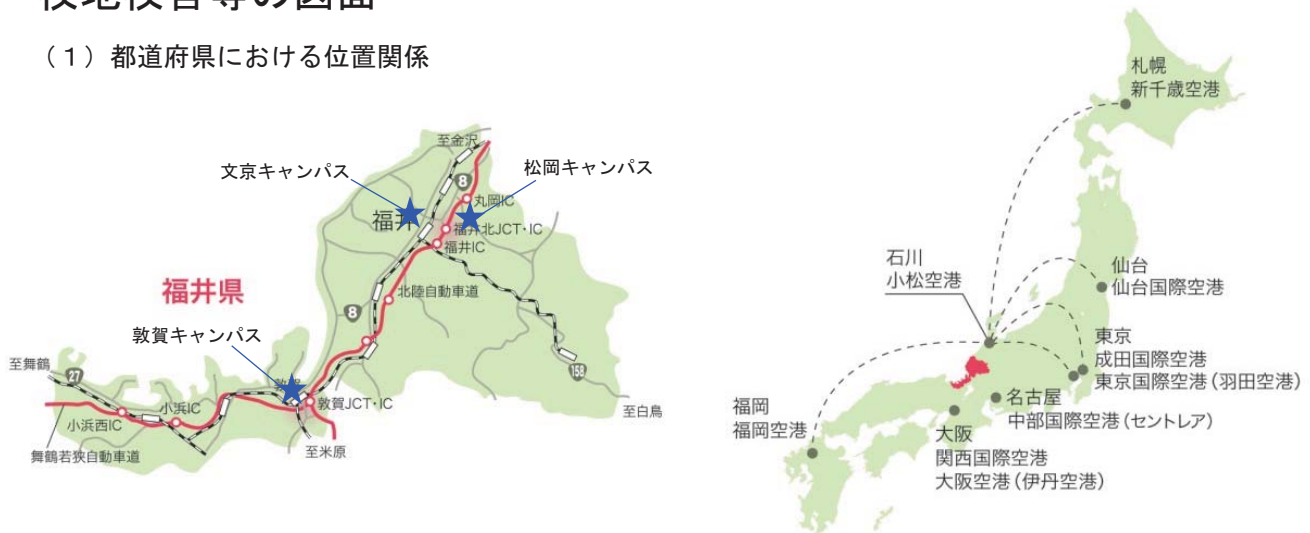 校地校舎等の図面
（１）都道府県における位置関係
至金沢
文京キャンパス
松岡キャンパス
8
丸岡IC
福井
福井北JCT・IC
福井IC
福井県
北陸自動車道
8
敦賀キャンパス
至舞鶴
27
敦賀
158
小浜IC
敦賀JCT・IC
至白鳥
小浜西IC
舞鶴若狭自動車道
至米原
札幌
新千歳空港
石川
小松空港
仙台
仙台国際空港
東京
成田国際空港
東京国際空港（羽田空港）
名古屋
中部国際空港（セントレア）
福岡
福岡空港
大阪
関西国際空港
大阪空港（伊丹空港）